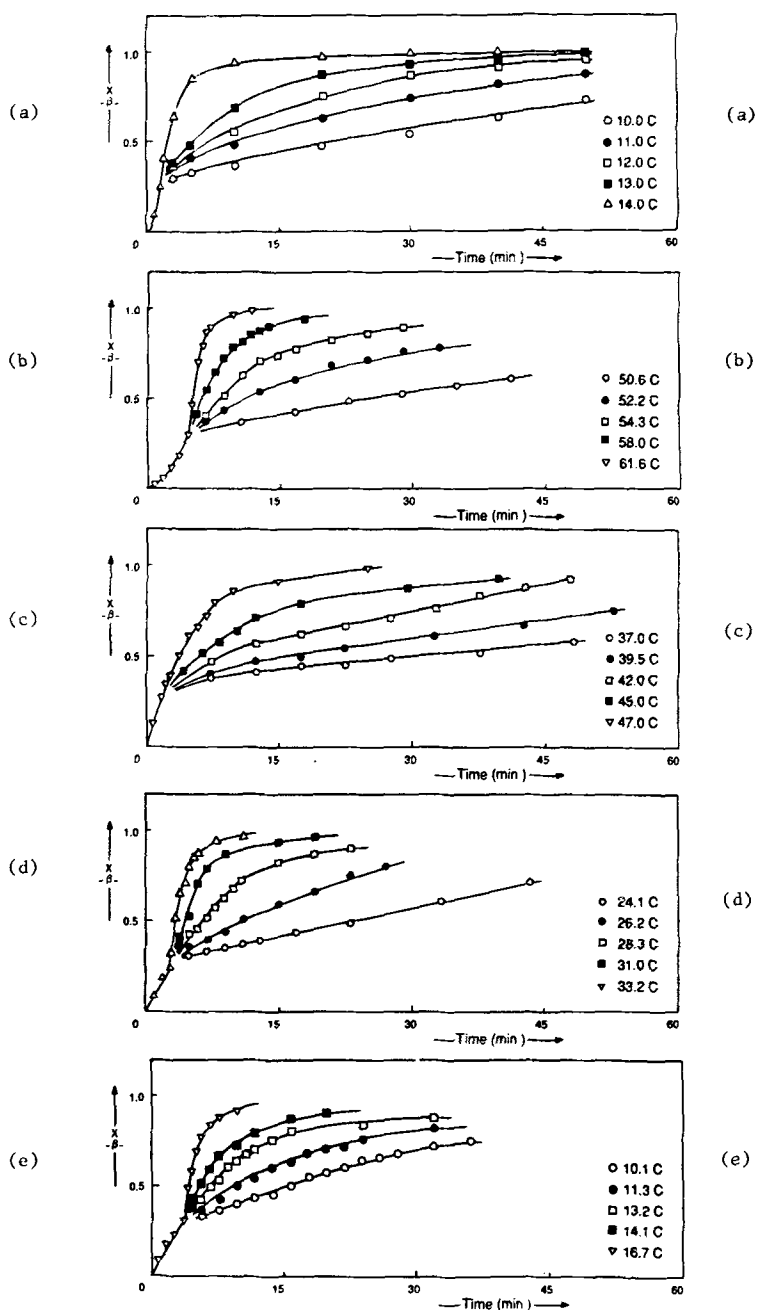 (a)
(a)
X
-β-
1.0
0.5
0
15
30
45
60
—Time (min)→
○ 10.0 C
● 11.0 C
□ 12.0 C
■ 13.0 C
△ 14.0 C
(b)
(b)
X
-β-
1.0
0.5
0
15
30
45
60
—Time (min)→
○ 50.6 C
● 52.2 C
□ 54.3 C
■ 58.0 C
▽ 61.6 C
(c)
(c)
X
-β-
1.0
0.5
0
15
30
45
60
—Time (min)→
○ 37.0 C
● 39.5 C
□ 42.0 C
■ 45.0 C
▽ 47.0 C
(d)
(d)
X
-β-
1.0
0.5
0
15
30
45
60
—Time (min)→
○ 24.1 C
● 26.2 C
□ 28.3 C
■ 31.0 C
▽ 33.2 C
(e)
(e)
X
-β-
1.0
0.5
0
15
30
45
60
—Time (min)→
○ 10.1 C
● 11.3 C
□ 13.2 C
■ 14.1 C
▽ 16.7 C